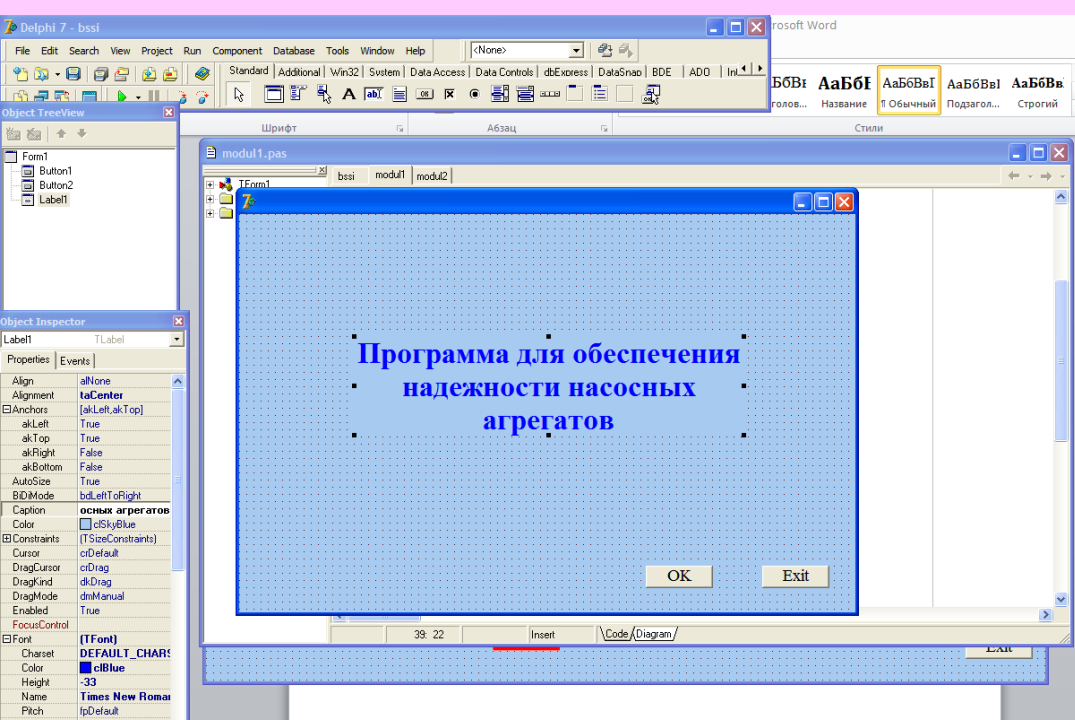 Delphi 7 - bssi
rosoft Word
File Edit Search View Project Run Component Database Tools Window Help
<None>
Standard Additional Win32 System Data Access Data Controls dbExpress DataSnap BDE ADO
АаБбІ АаБбВвГ АаБбВвІ АаБбВв
Название ¶ Обычный Подзагол... Строгий
Шрифт Абзац Стили
Object TreeView
Form1
Button1
Button2
Label1
modul1.pas
bssi modul1 modul2
TForm1
Программа для обеспечения
надежности насосных
агрегатов
OK Exit
39: 22 Insert Code Diagram
Exit
Object Inspector
Label1 TLabel
Properties Events
Align alNone
Alignment taCenter
Anchors [akLeft,akTop]
akLeft True
akTop True
akRight False
akBottom False
AutoSize True
BiDiMode bdLeftToRight
Caption осных агрегатов
Color clSkyBlue
Constraints (TSizeConstraints)
Cursor crDefault
DragCursor crDrag
DragKind dkDrag
DragMode dmManual
Enabled True
FocusControl
Font (TFont)
Charset DEFAULT_CHARS
Color clBlue
Height -33
Name Times New Roma
Pitch fpDefault